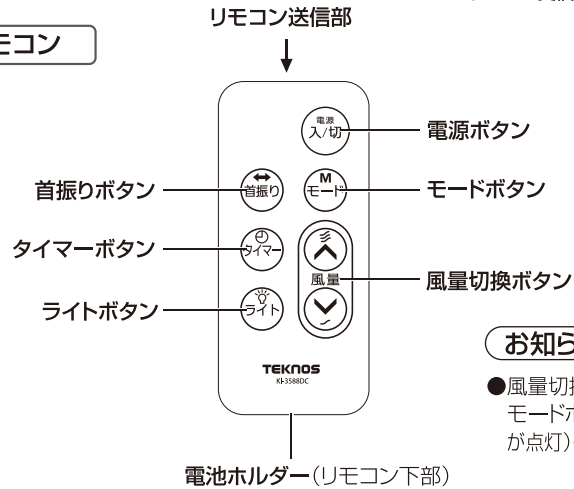 リモコン送信部
モコン
電源
入/切
電源ボタン
首振り
M
モード
首振りボタン
モードボタン
タイマー
タイマーボタン
風量
風量切換ボタン
ライト
ライトボタン
TEKNOS
KI-3588DC
お知ら
●風量切
モードボ
が点灯)
電池ホルダー(リモコン下部)